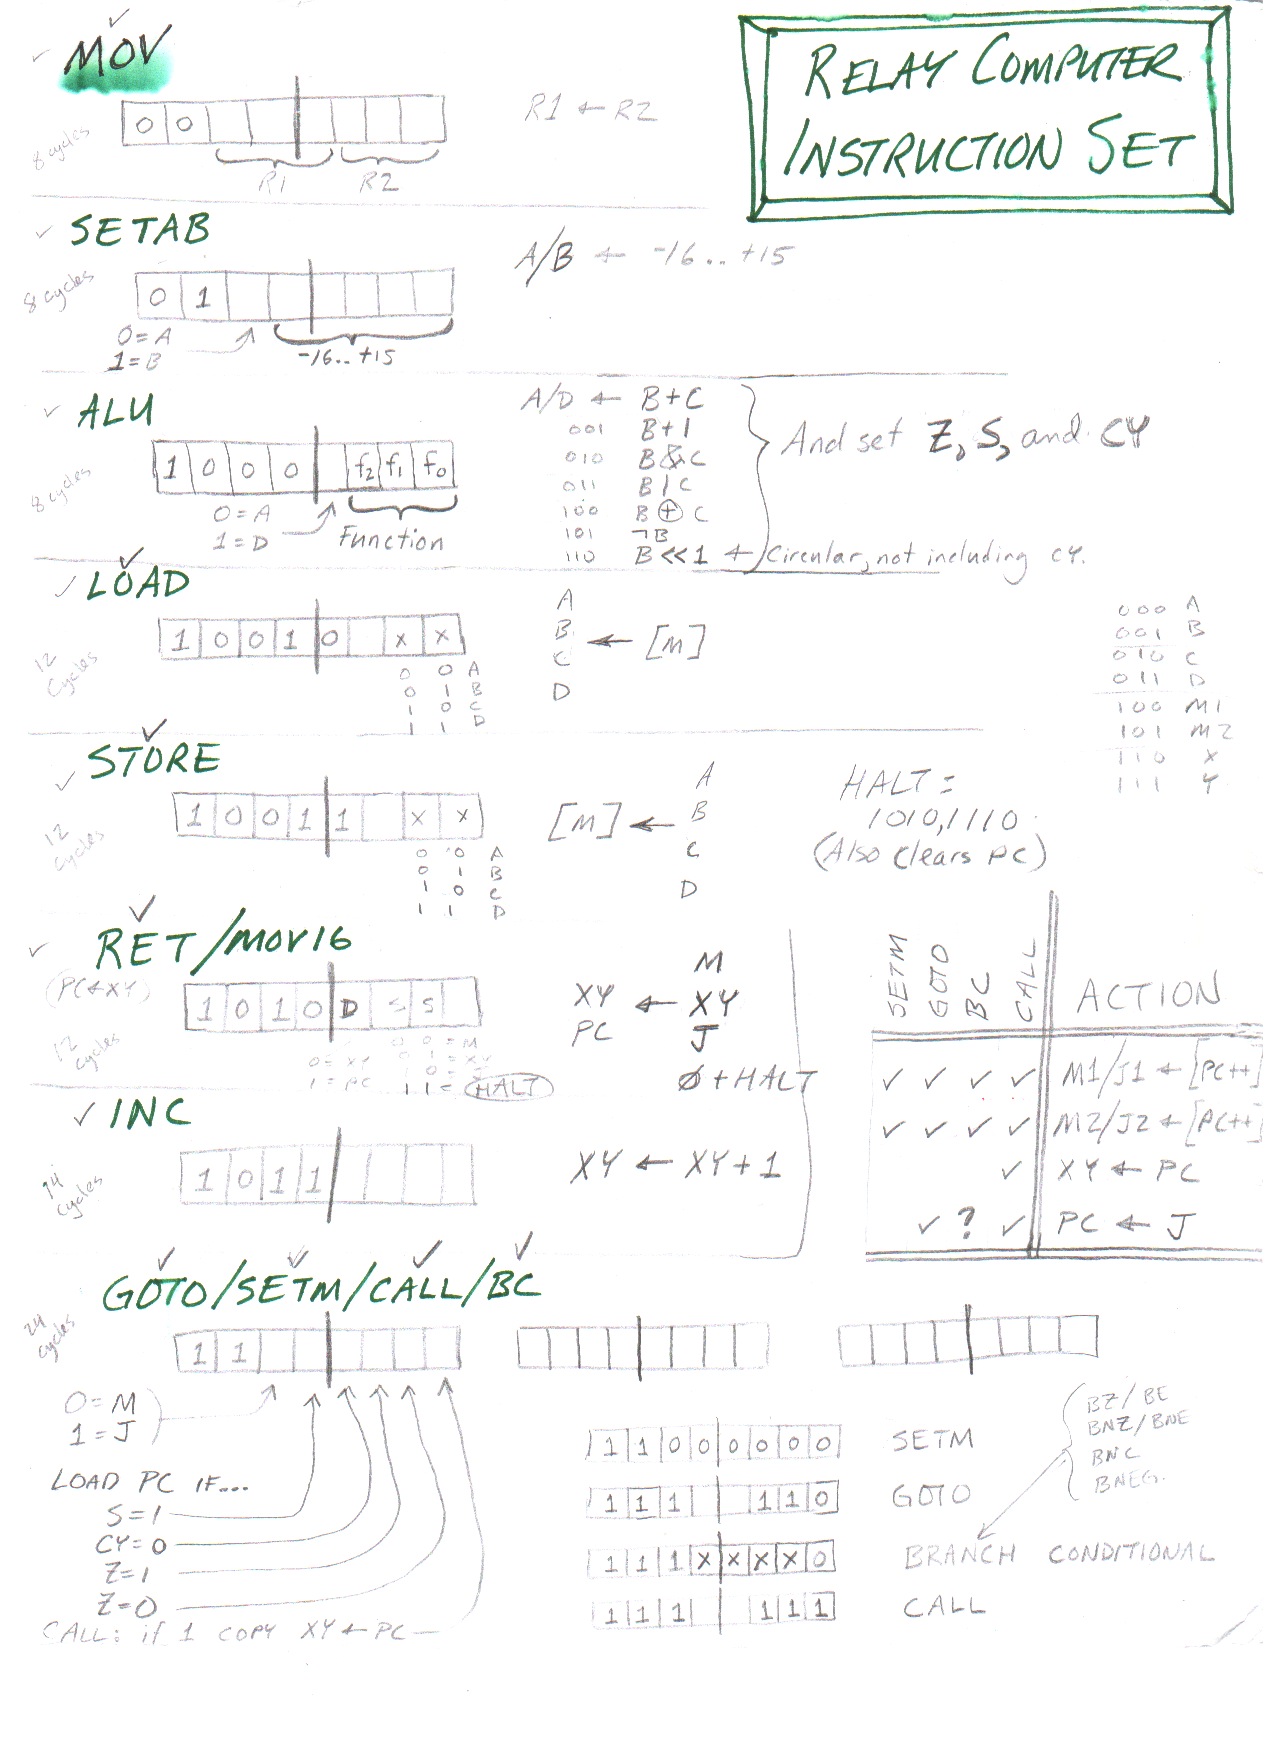 RELAY COMPUTER
INSTRUCTION SET
MOV
8 cycles
0 0
R1 ← R2
R1 R2
SETAB
8 cycles
0 1
A/B ← -16..+15
0=A
1=B
-16..+15
ALU
8 cycles
1 0 0 0 f2 f1 f0
0=A
1=D
Function
A/D ← B+C
001 B+1
010 B&C
011 B|C
100 B⊕C
101 ¬B
110 B<<1 ← Circular, not including CY.
And set Z, S, and CY
LOAD
12 cycles
1 0 0 1 0 x x
0 0 A
0 1 B
1 0 C
1 1 D
A
B
C
D
← [M]
000 A
001 B
010 C
011 D
100 M1
101 M2
110 X
111 Y
STORE
12 cycles
1 0 0 1 1 x x
0 0 A
0 1 B
1 0 C
1 1 D
[M] ←
A
B
C
D
HALT =
1010,1110
(Also clears PC)
RET/MOV16
(PC←XY)
12 cycles
1 0 1 0 D S S
0=XY
1=PC
0 0 = M
0 1 = XY
1 0 =
1 1 = HALT
XY
PC
←
M
XY
J
Ø+HALT
INC
14 cycles
1 0 1 1
XY ← XY+1
SETM GOTO BC CALL ACTION
✓ ✓ ✓ ✓ M1/J1 ← [PC++]
✓ ✓ ✓ ✓ M2/J2 ← [PC++]
✓ XY ← PC
✓ ? ✓ PC ← J
GOTO/SETM/CALL/BC
24 cycles
1 1
0=M
1=J
LOAD PC IF...
S=1
CY=0
Z=1
Z=0
CALL: if 1 COPY XY←PC
1 1 0 0 0 0 0 0 SETM
1 1 1 1 1 0 GOTO
1 1 1 X X X X 0 BRANCH CONDITIONAL
1 1 1 1 1 1 CALL
BZ/BE
BNZ/BNE
BNC
BNEG.